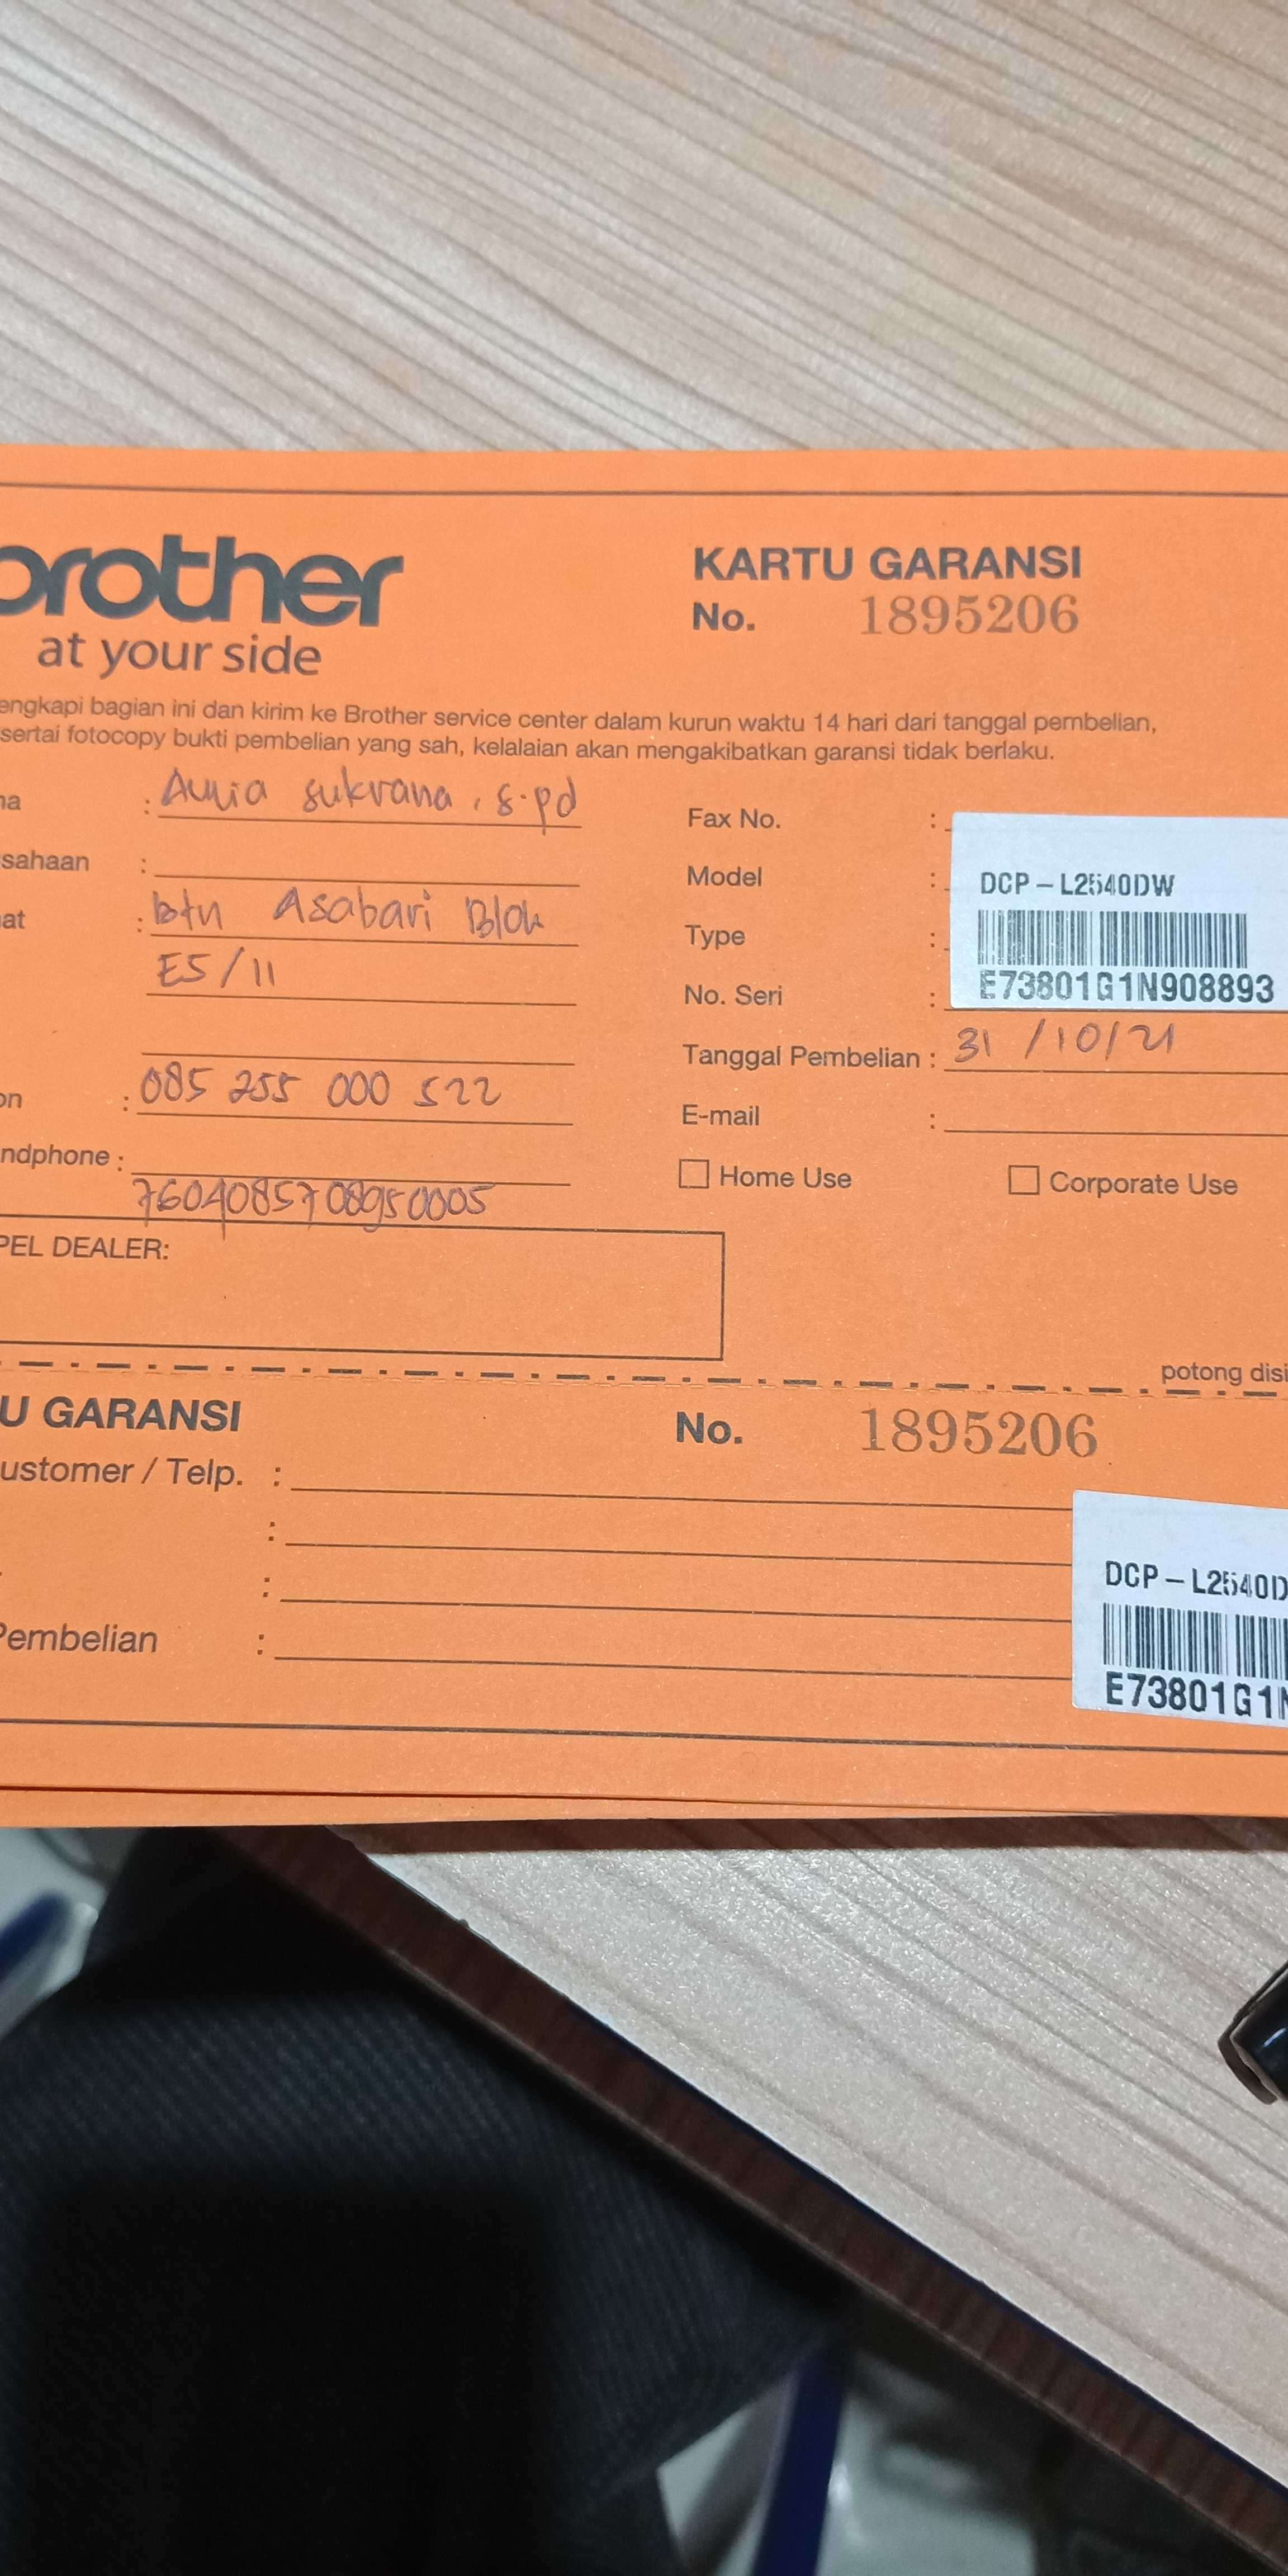 brother
at your side
KARTU GARANSI
No. 1895206
engkapi bagian ini dan kirim ke Brother service center dalam kurun waktu 14 hari dari tanggal pembelian,
sertai fotocopy bukti pembelian yang sah, kelalaian akan mengakibatkan garansi tidak berlaku.
na : sukrana, S.pd
sahaan :
at : btn Asabari Blok
E5/11
on : 085 255 000 522
ndphone :
7604085708950005
PEL DEALER:
Fax No. :
Model :
Type :
No. Seri :
DCP-L2540DW
E73801G1N908893
Tanggal Pembelian : 31/10/21
E-mail :
Home Use
Corporate Use
potong disi
U GARANSI
No. 1895206
ustomer / Telp. :
:
:
Pembelian :
DCP-L2540D
E73801G1N